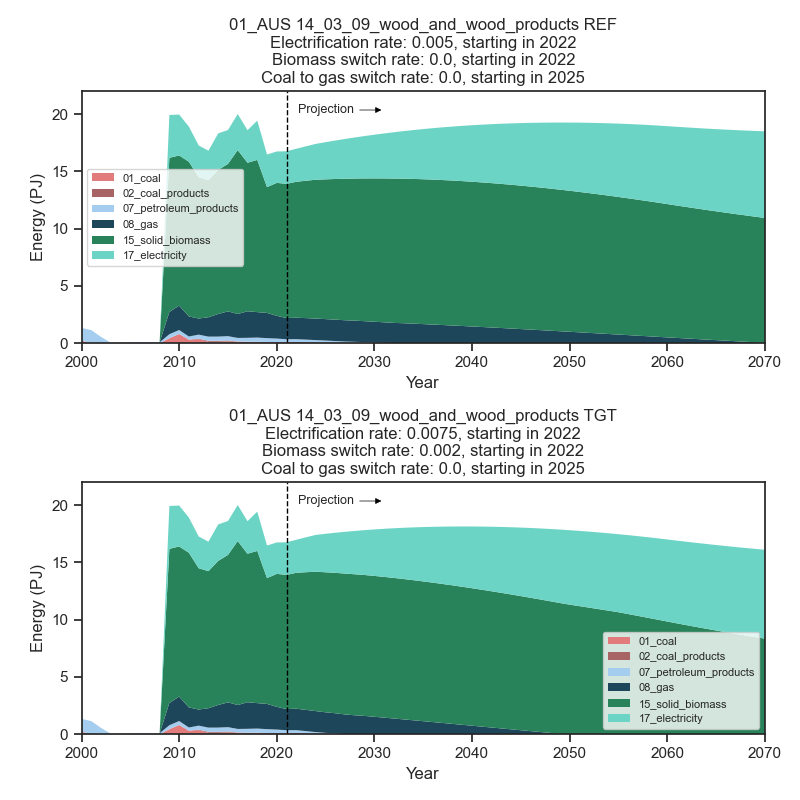 01_AUS 14_03_09_wood_and_wood_products REF
Electrification rate: 0.005, starting in 2022
Biomass switch rate: 0.0, starting in 2022
Coal to gas switch rate: 0.0, starting in 2025
Projection
20
15
10
5
0
Energy (PJ)
01_coal
02_coal_products
07_petroleum_products
08_gas
15_solid_biomass
17_electricity
2000 2010 2020 2030 2040 2050 2060 2070
Year
01_AUS 14_03_09_wood_and_wood_products TGT
Electrification rate: 0.0075, starting in 2022
Biomass switch rate: 0.002, starting in 2022
Coal to gas switch rate: 0.0, starting in 2025
Projection
20
15
10
5
0
Energy (PJ)
01_coal
02_coal_products
07_petroleum_products
08_gas
15_solid_biomass
17_electricity
2000 2010 2020 2030 2040 2050 2060 2070
Year